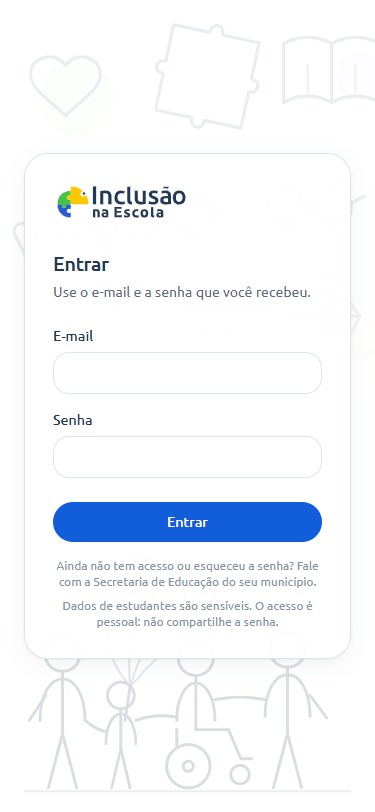 Inclusão
na Escola
Entrar
Use o e-mail e a senha que você recebeu.
E-mail
Senha
Entrar
Ainda não tem acesso ou esqueceu a senha? Fale
com a Secretaria de Educação do seu município.
Dados de estudantes são sensíveis. O acesso é
pessoal: não compartilhe a senha.